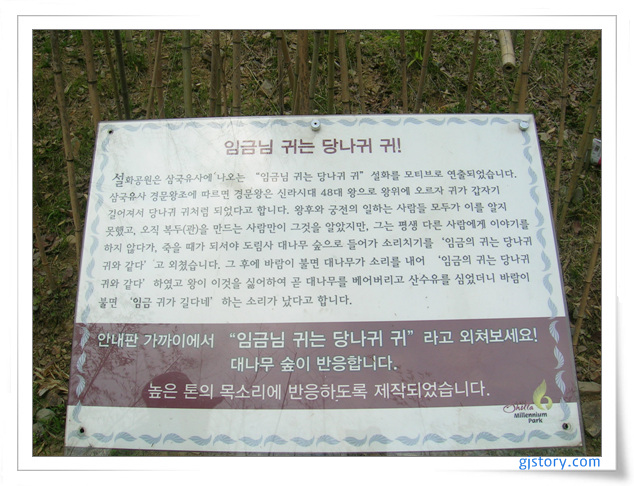 임금님 귀는 당나귀 귀!
설화공원은 삼국유사에 나오는 “임금님 귀는 당나귀 귀” 설화를 모티브로 연출되었습니다.
삼국유사 경문왕조에 따르면 경문왕은 신라시대 48대 왕으로 왕위에 오르자 귀가 갑자기
길어져서 당나귀 귀처럼 되었다고 합니다. 왕후와 궁전의 일하는 사람들 모두가 이를 알지
못했고, 오직 복두(관)을 만드는 사람만이 그것을 알았지만, 그는 평생 다른 사람에게 이야기를
하지 않다가, 죽을 때가 되서야 도림사 대나무 숲으로 들어가 소리치기를 ‘임금의 귀는 당나귀
귀와 같다’ 고 외쳤습니다. 그 후에 바람이 불면 대나무가 소리를 내어 ‘임금의 귀는 당나귀
귀와 같다’ 하였고 왕이 이것을 싫어하여 곧 대나무를 베어버리고 산수유를 심었더니 바람이
불면 ‘임금 귀가 길다네’ 하는 소리가 났다고 합니다.
안내판 가까이에서 “임금님 귀는 당나귀 귀” 라고 외쳐보세요!
대나무 숲이 반응합니다.
높은 톤의 목소리에 반응하도록 제작되었습니다.
Shilla
Millennium
Park
gjstory.com